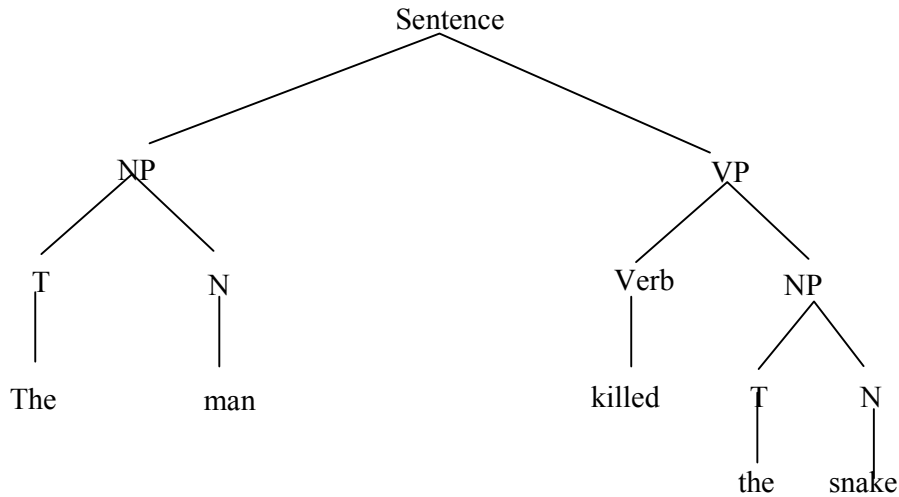 Sentence
NP VP
T N Verb NP
The man killed T N
the snake